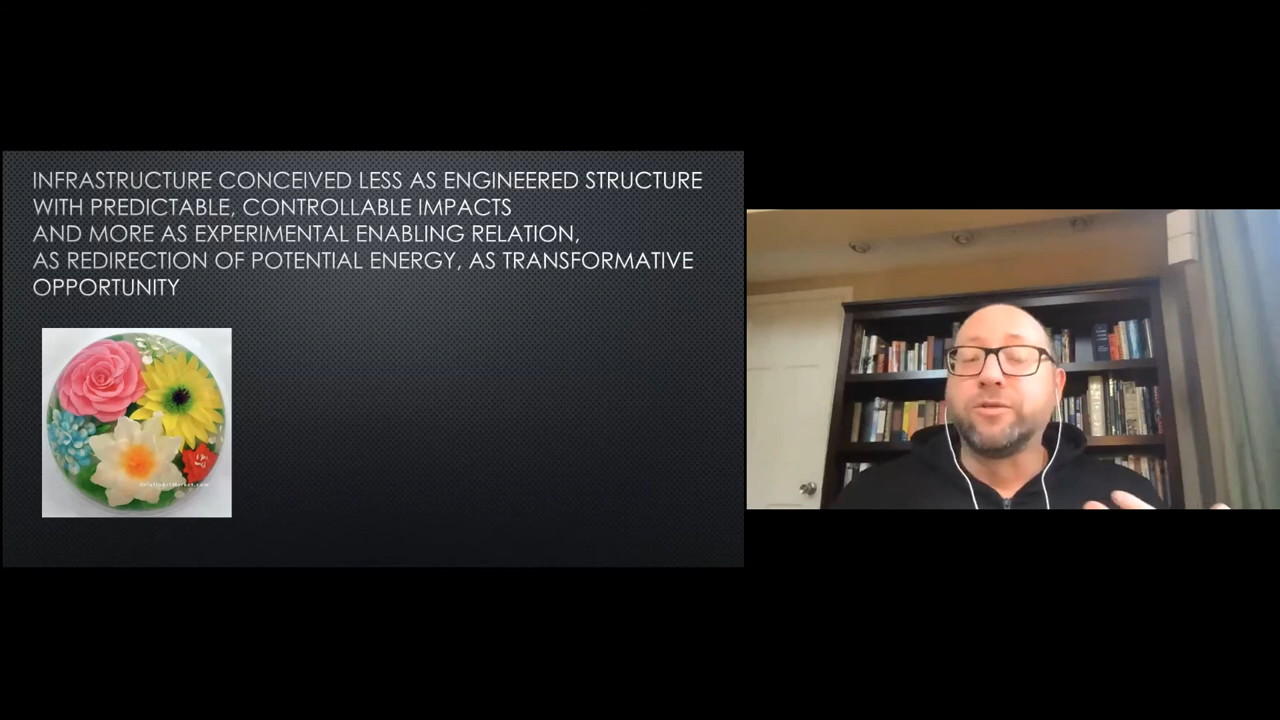 INFRASTRUCTURE CONCEIVED LESS AS ENGINEERED STRUCTURE
WITH PREDICTABLE, CONTROLLABLE IMPACTS
AND MORE AS EXPERIMENTAL ENABLING RELATION,
AS REDIRECTION OF POTENTIAL ENERGY, AS TRANSFORMATIVE
OPPORTUNITY